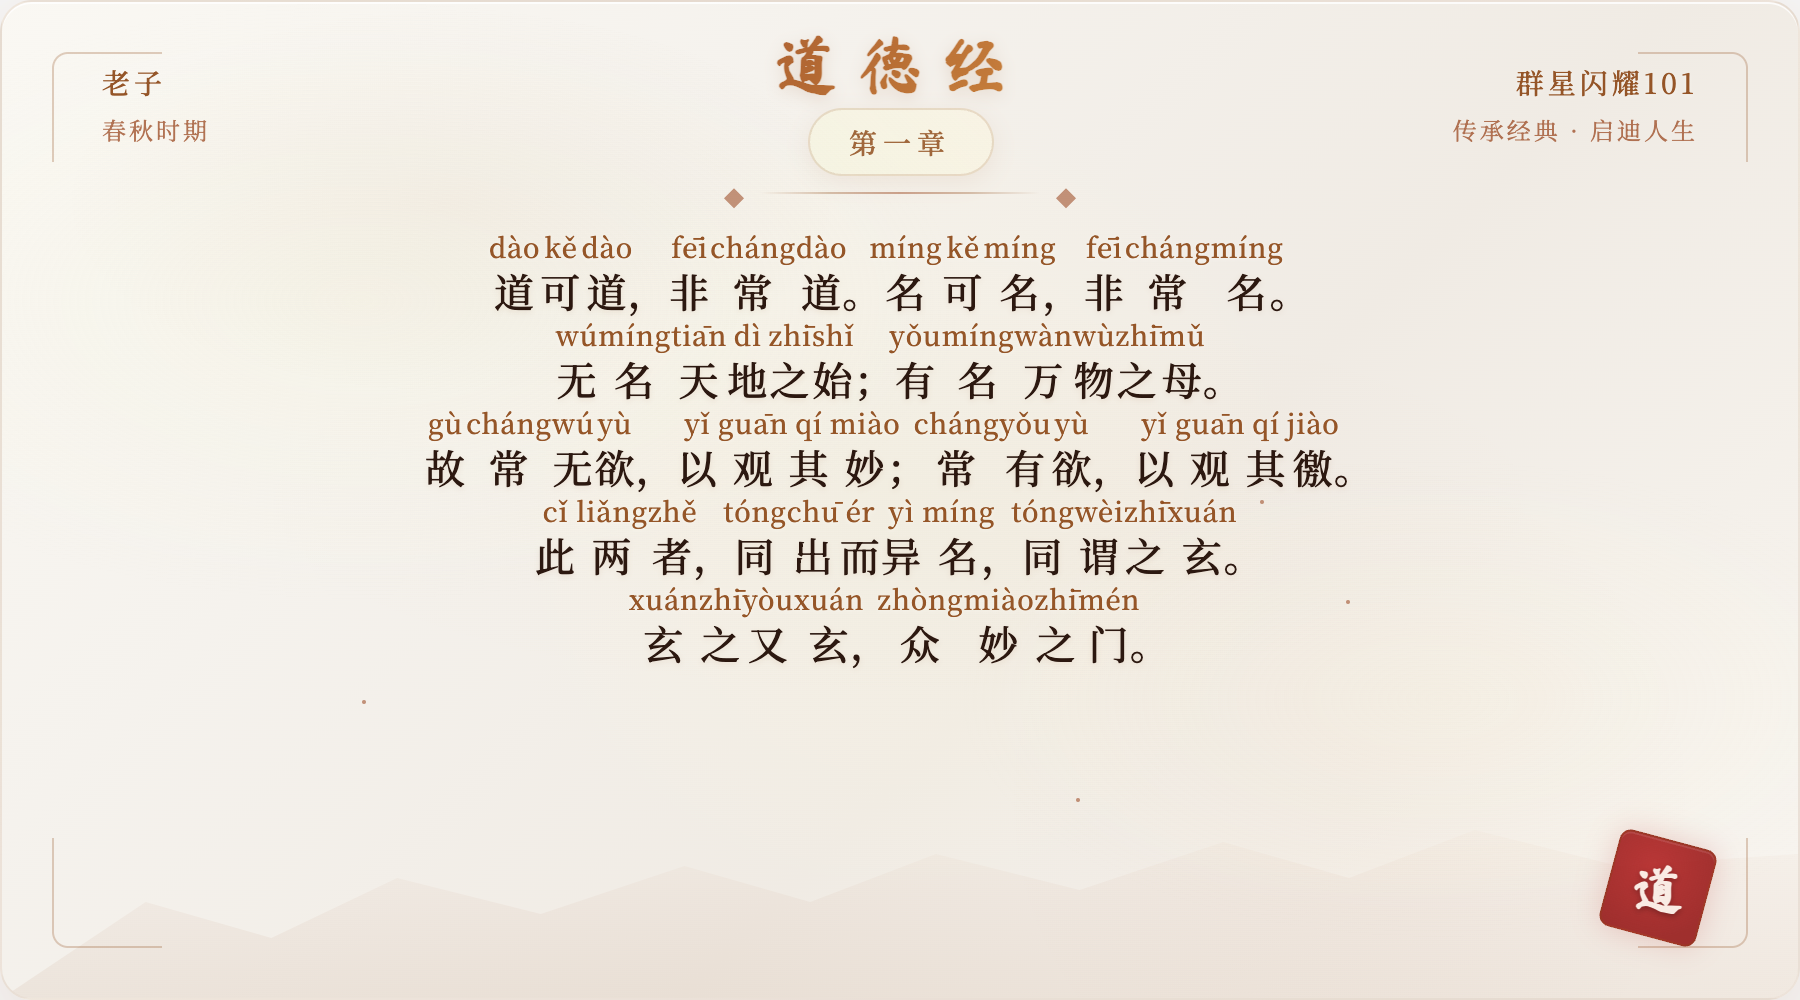 老子
春秋时期
道德经
第一章
群星闪耀101
传承经典 · 启迪人生
dào kě dào fēi cháng dào míng kě míng fēi cháng míng
道可道，非常道。名可名，非常名。
wú míng tiān dì zhī shǐ yǒu míng wàn wù zhī mǔ
无名天地之始；有名万物之母。
gù cháng wú yù yǐ guān qí miào cháng yǒu yù yǐ guān qí jiào
故常无欲，以观其妙；常有欲，以观其徼。
cǐ liǎng zhě tóng chū ér yì míng tóng wèi zhī xuán
此两者，同出而异名，同谓之玄。
xuán zhī yòu xuán zhòng miào zhī mén
玄之又玄，众妙之门。
道